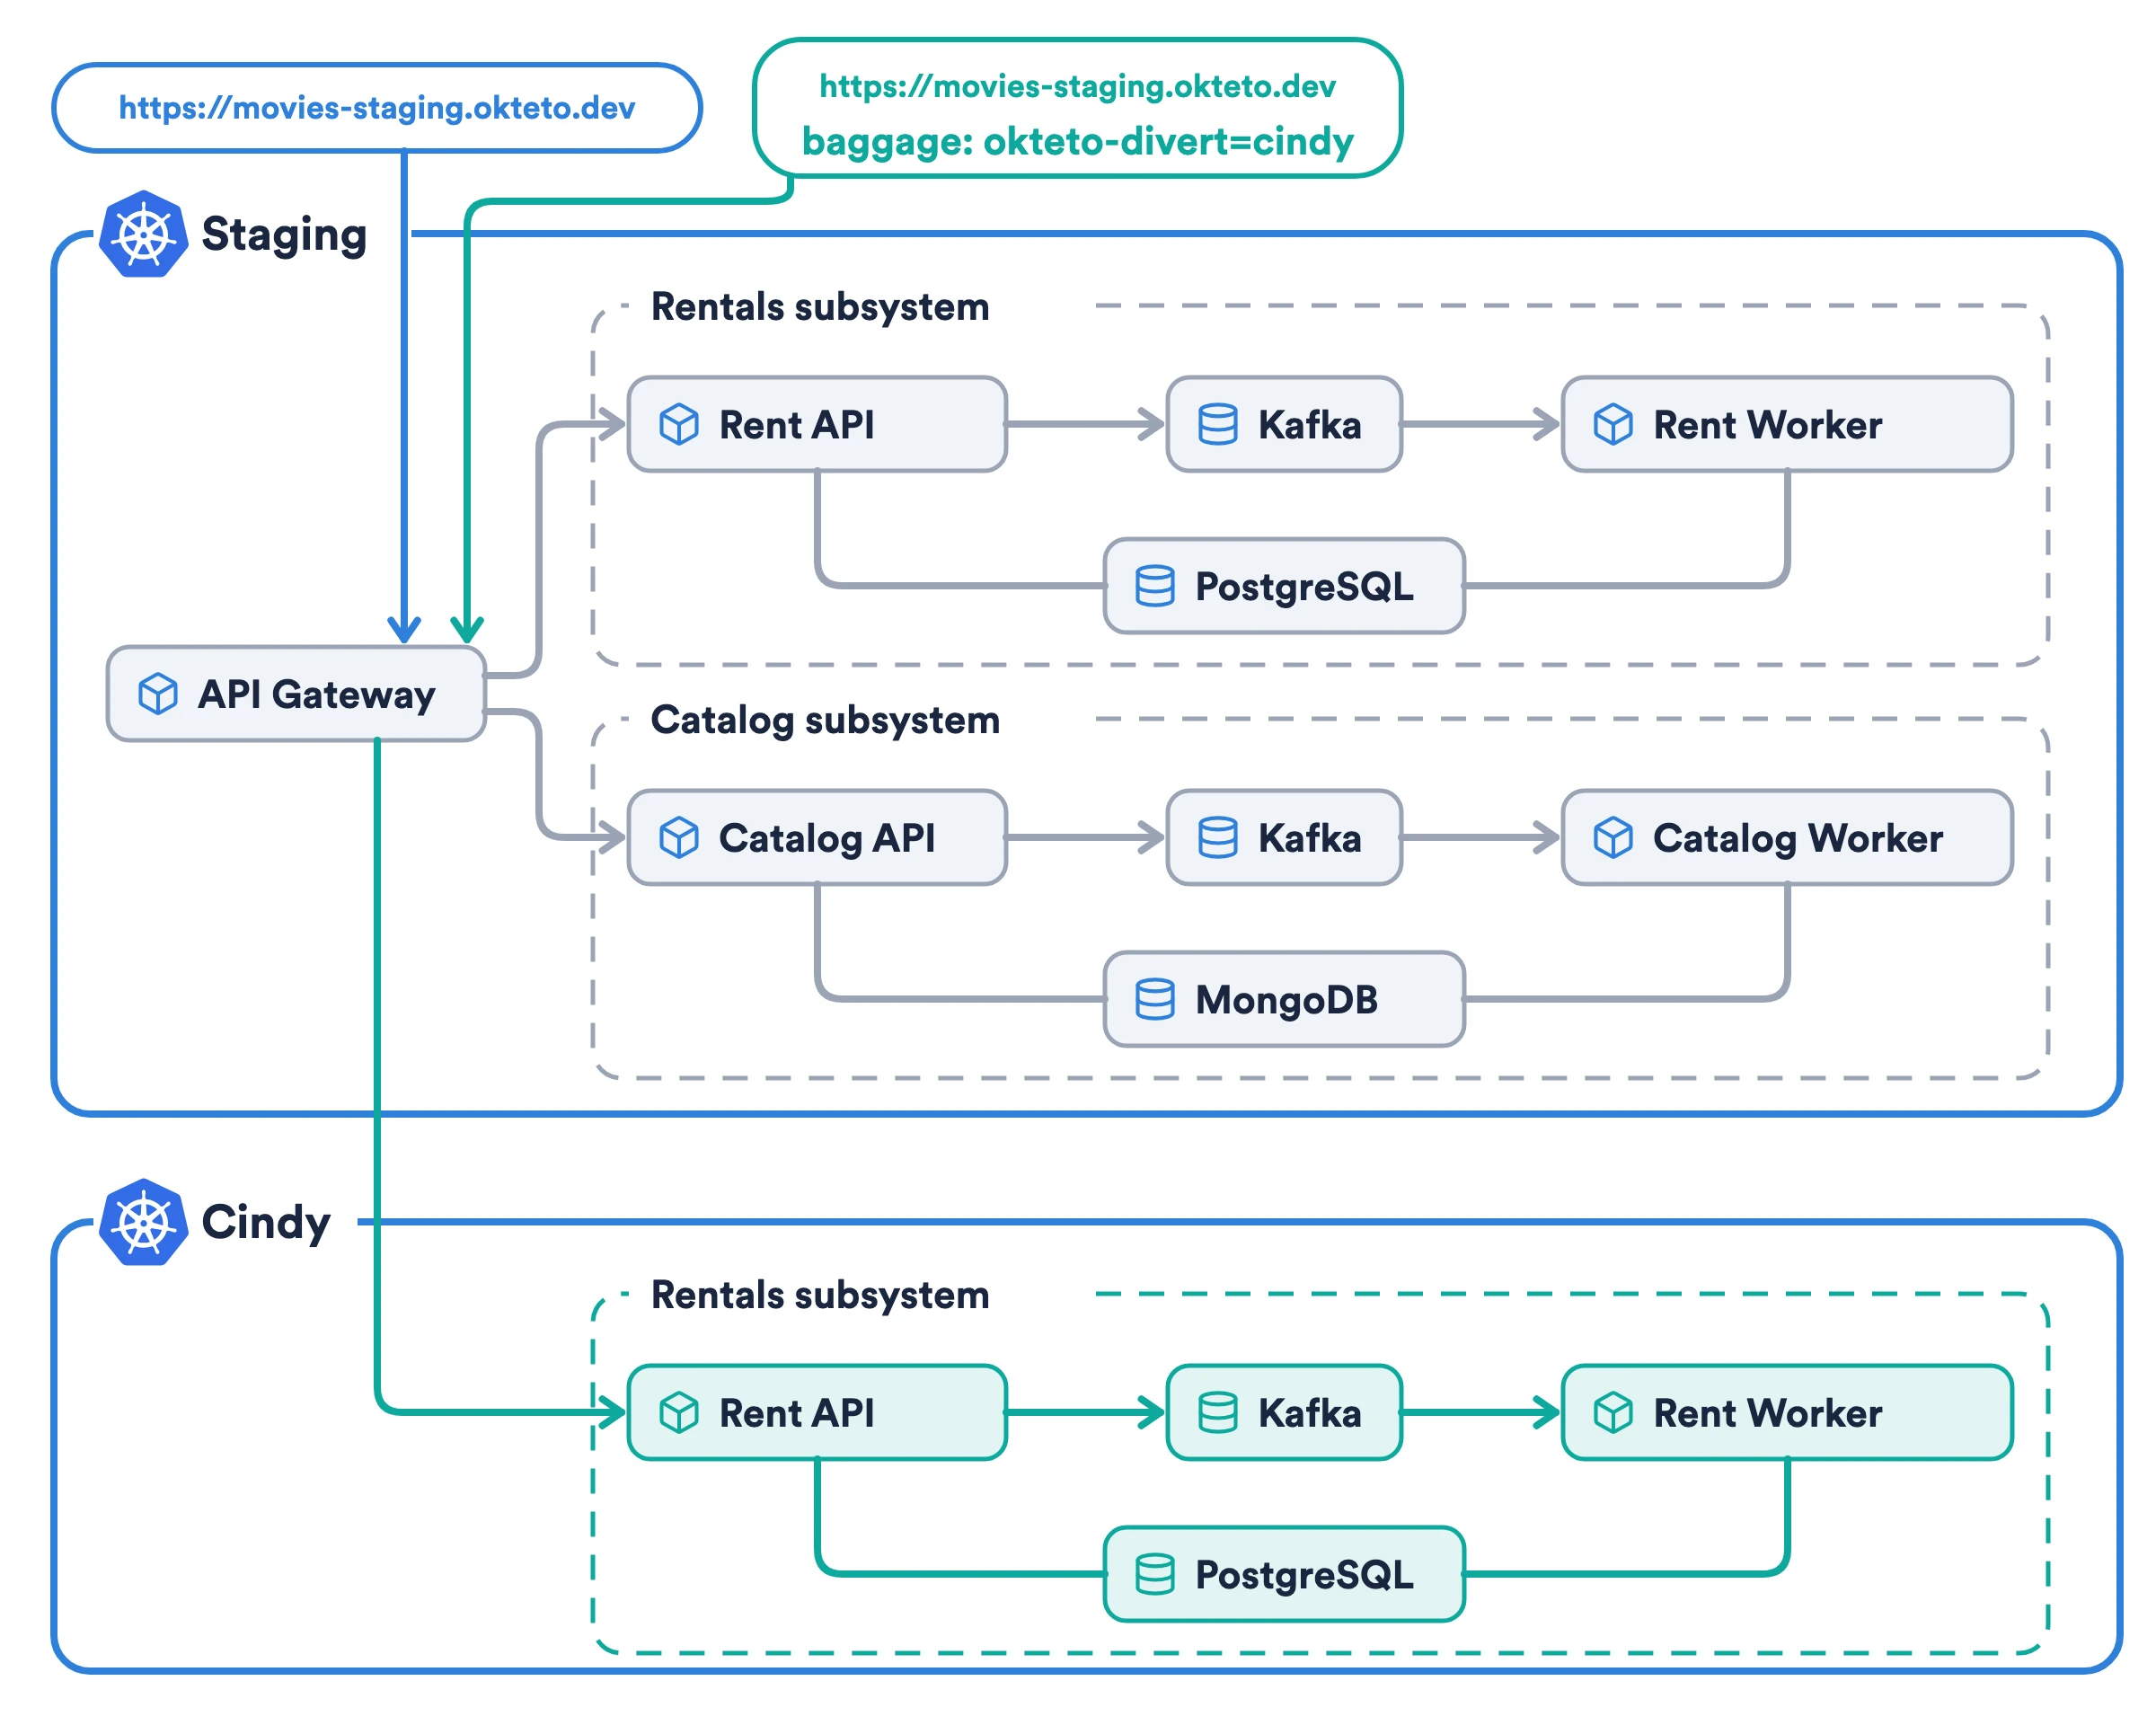 https://movies-staging.okteto.dev
https://movies-staging.okteto.dev
baggage: okteto-divert=cindy
Staging
Rentals subsystem
Rent API
Kafka
Rent Worker
PostgreSQL
API Gateway
Catalog subsystem
Catalog API
Kafka
Catalog Worker
MongoDB
Cindy
Rentals subsystem
Rent API
Kafka
Rent Worker
PostgreSQL